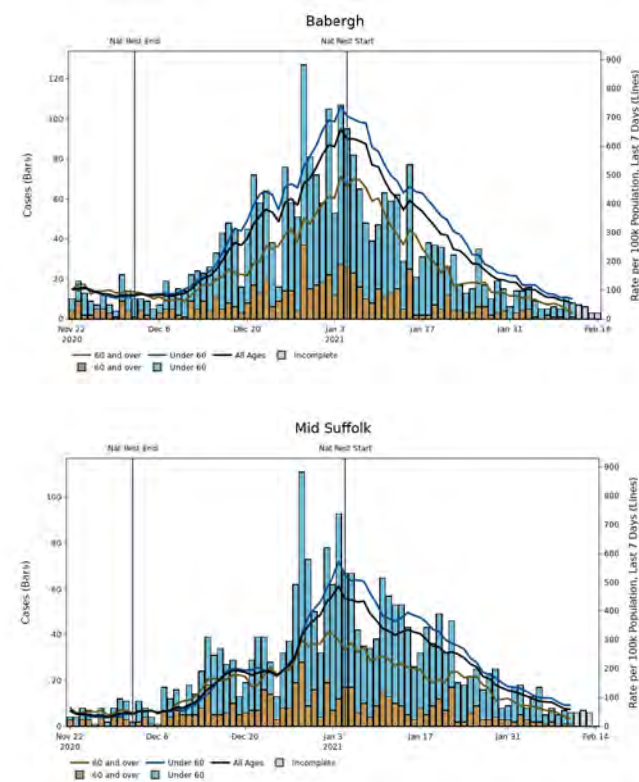 Babergh
Nat Rest End
Nat Rest Start
Cases (Bars)
120
100
80
60
40
20
0
Rate per 100k Population, Last 7 Days (Lines)
900
800
700
600
500
400
300
200
100
0
Nov 22
2020
Dec 6
Dec 20
Jan 3
2021
Jan 17
Jan 31
Feb 14
60 and over
Under 60
All Ages
Incomplete
60 and over
Under 60
Mid Suffolk
Nat Rest End
Nat Rest Start
Cases (Bars)
100
80
60
40
20
0
Rate per 100k Population, Last 7 Days (Lines)
900
800
700
600
500
400
300
200
100
0
Nov 22
2020
Dec 6
Dec 20
Jan 3
2021
Jan 17
Jan 31
Feb 14
60 and over
Under 60
All Ages
Incomplete
60 and over
Under 60